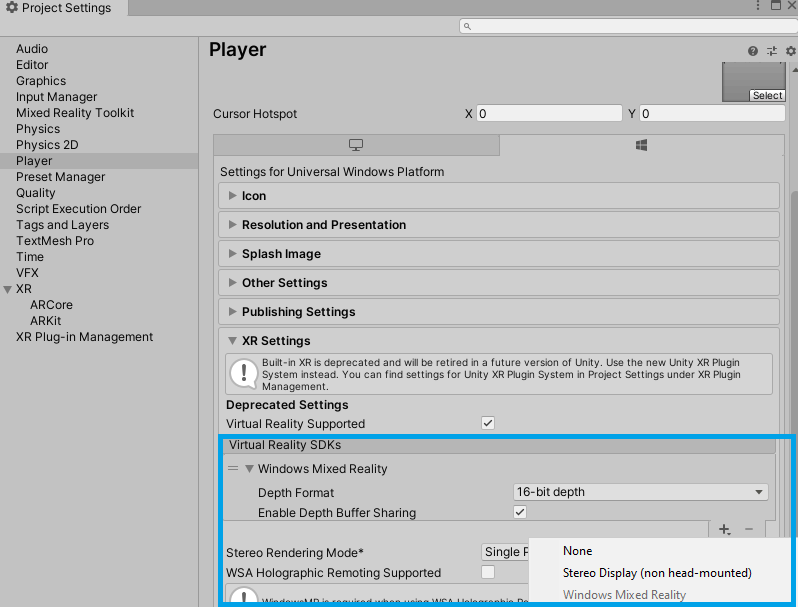 Project Settings
Audio
Editor
Graphics
Input Manager
Mixed Reality Toolkit
Physics
Physics 2D
Player
Preset Manager
Quality
Script Execution Order
Tags and Layers
TextMesh Pro
Time
VFX
XR
ARCore
ARKit
XR Plug-in Management
Player
Select
Cursor Hotspot X 0 Y 0
Settings for Universal Windows Platform
Icon
Resolution and Presentation
Splash Image
Other Settings
Publishing Settings
XR Settings
Built-in XR is deprecated and will be retired in a future version of Unity. Use the new Unity XR Plugin
System instead. You can find settings for Unity XR Plugin System in Project Settings under XR Plugin
Management.
Deprecated Settings
Virtual Reality Supported
Virtual Reality SDKs
Windows Mixed Reality
Depth Format 16-bit depth
Enable Depth Buffer Sharing
Stereo Rendering Mode* Single
WSA Holographic Remoting Supported
WindowsMR is required when using WSA Holographic
None
Stereo Display (non head-mounted)
Windows Mixed Reality